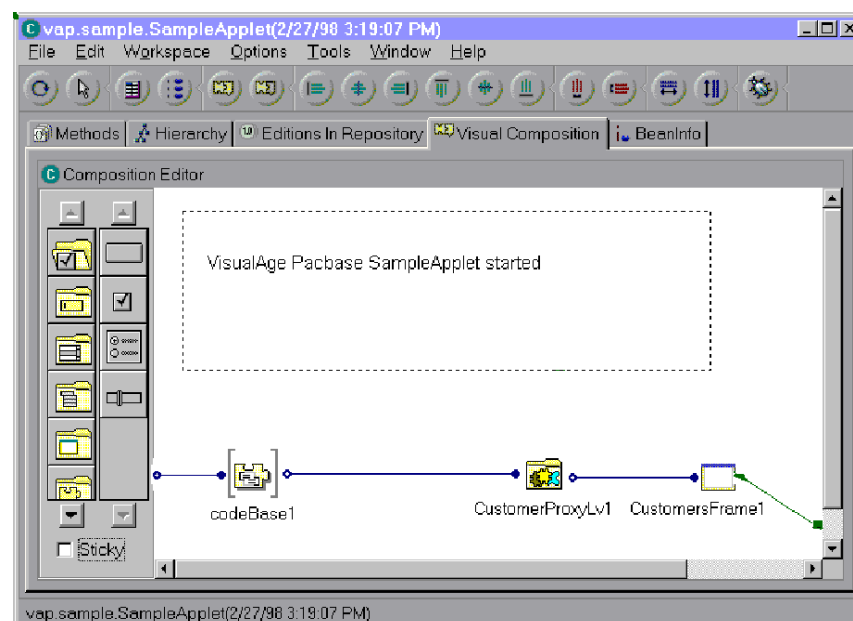 vap.sample.SampleApplet(2/27/98 3:19:07 PM)
File Edit Workspace Options Tools Window Help
Methods Hierarchy Editions In Repository Visual Composition BeanInfo
Composition Editor
VisualAge Pacbase SampleApplet started
codeBase1 CustomerProxyLv1 CustomersFrame1
Sticky
vap.sample.SampleApplet(2/27/98 3:19:07 PM)